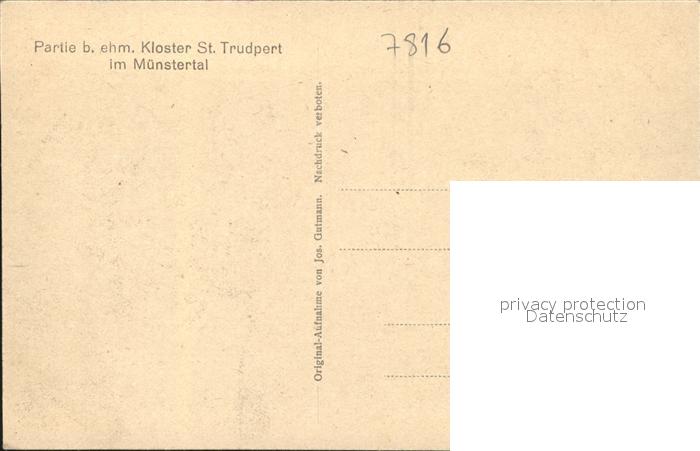 Partie b. ehm. Kloster St. Trudpert
im Münstertal
7816
Original-Aufnahme von Jos. Gutmann. Nachdruck verboten.
privacy protection
Datenschutz